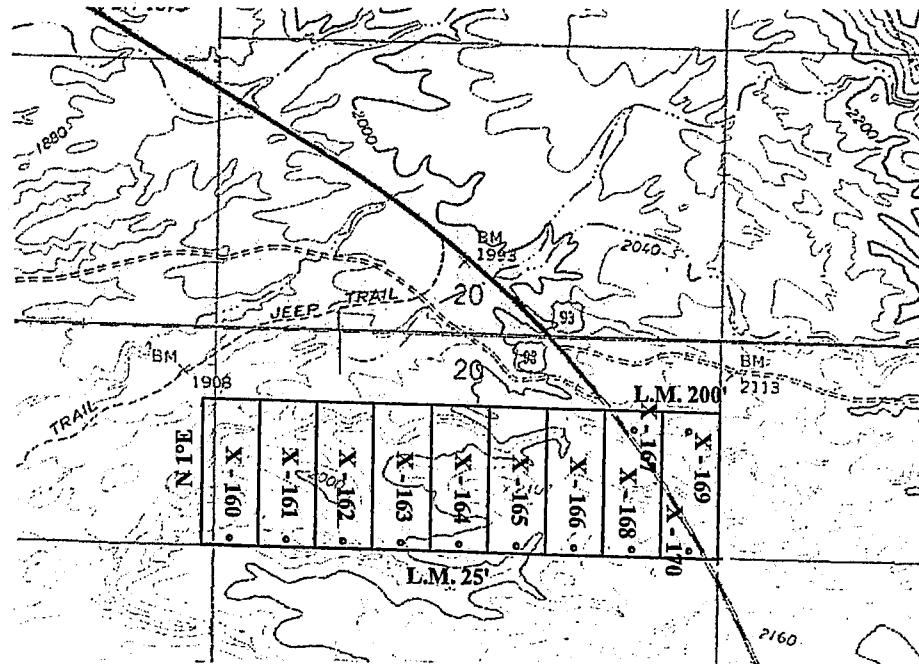 2000
1880
2200
BM
1993
2040
20
JEEP TRAIL
93
BM
1908
20
93
BM
2113
TRAIL
L.M. 200'
N 1° E
X - 160
X - 161
X - 162
X - 163
X - 164
X - 165
X - 166
X - 167
X - 168
X - 169
X - 170
L.M. 25'
2160